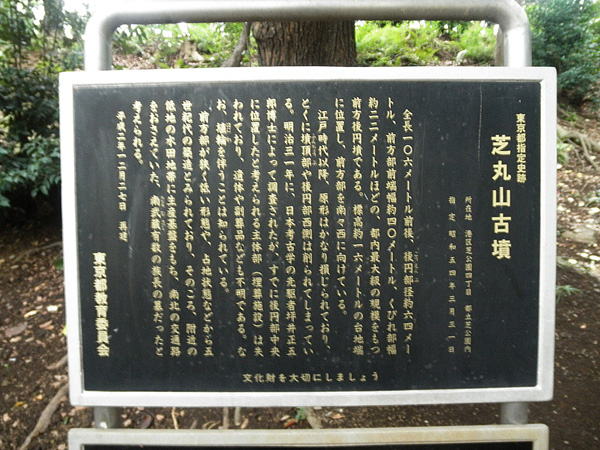 東京都指定史跡
芝丸山古墳
所在地 港区芝公園四丁目 都立芝公園内
指定 昭和五四年三月三一日
全長一〇六メートル前後、後円部径約六四メー
トル、前方部前端幅約四〇メートル、くびれ部幅
約二二メートルほどの、都内最大級の規模をもつ
前方後円墳である。標高約一六メートルの台地端
に位置し、前方部を南々西に向けている。
江戸時代以降、原形はかなり損じられており、
とくに墳頂部や後円部西側は削られてしまってい
る。明治三一年に、日本考古学の先駆者坪井正五
郎博士によって調査されたが、すでに後円部中央
に位置したと考えられる主体部(埋葬施設)は失
われており、遺体や副葬品なども不明である。な
お、埴輪を伴うことは知られている。
前方部が狭く低い形態や、占地状態などから五
世紀代の築造とみられており、そのころ、附近の
低地の水田地帯に生産基盤をもち、南北の交通路
をおさえていた、南武蔵有数の族長の墓だったと
考えられる。
平成二年一二月二七日 再建
東京都教育委員会
文化財を大切にしましょう